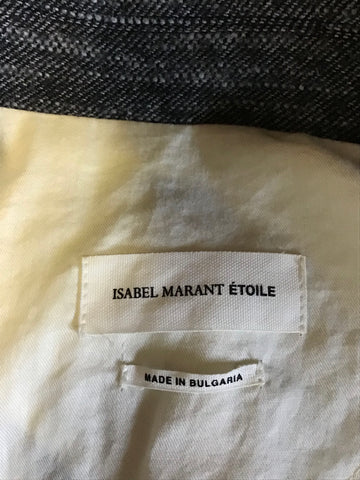 ISABEL MARANT ÉTOILE
MADE IN BULGARIA